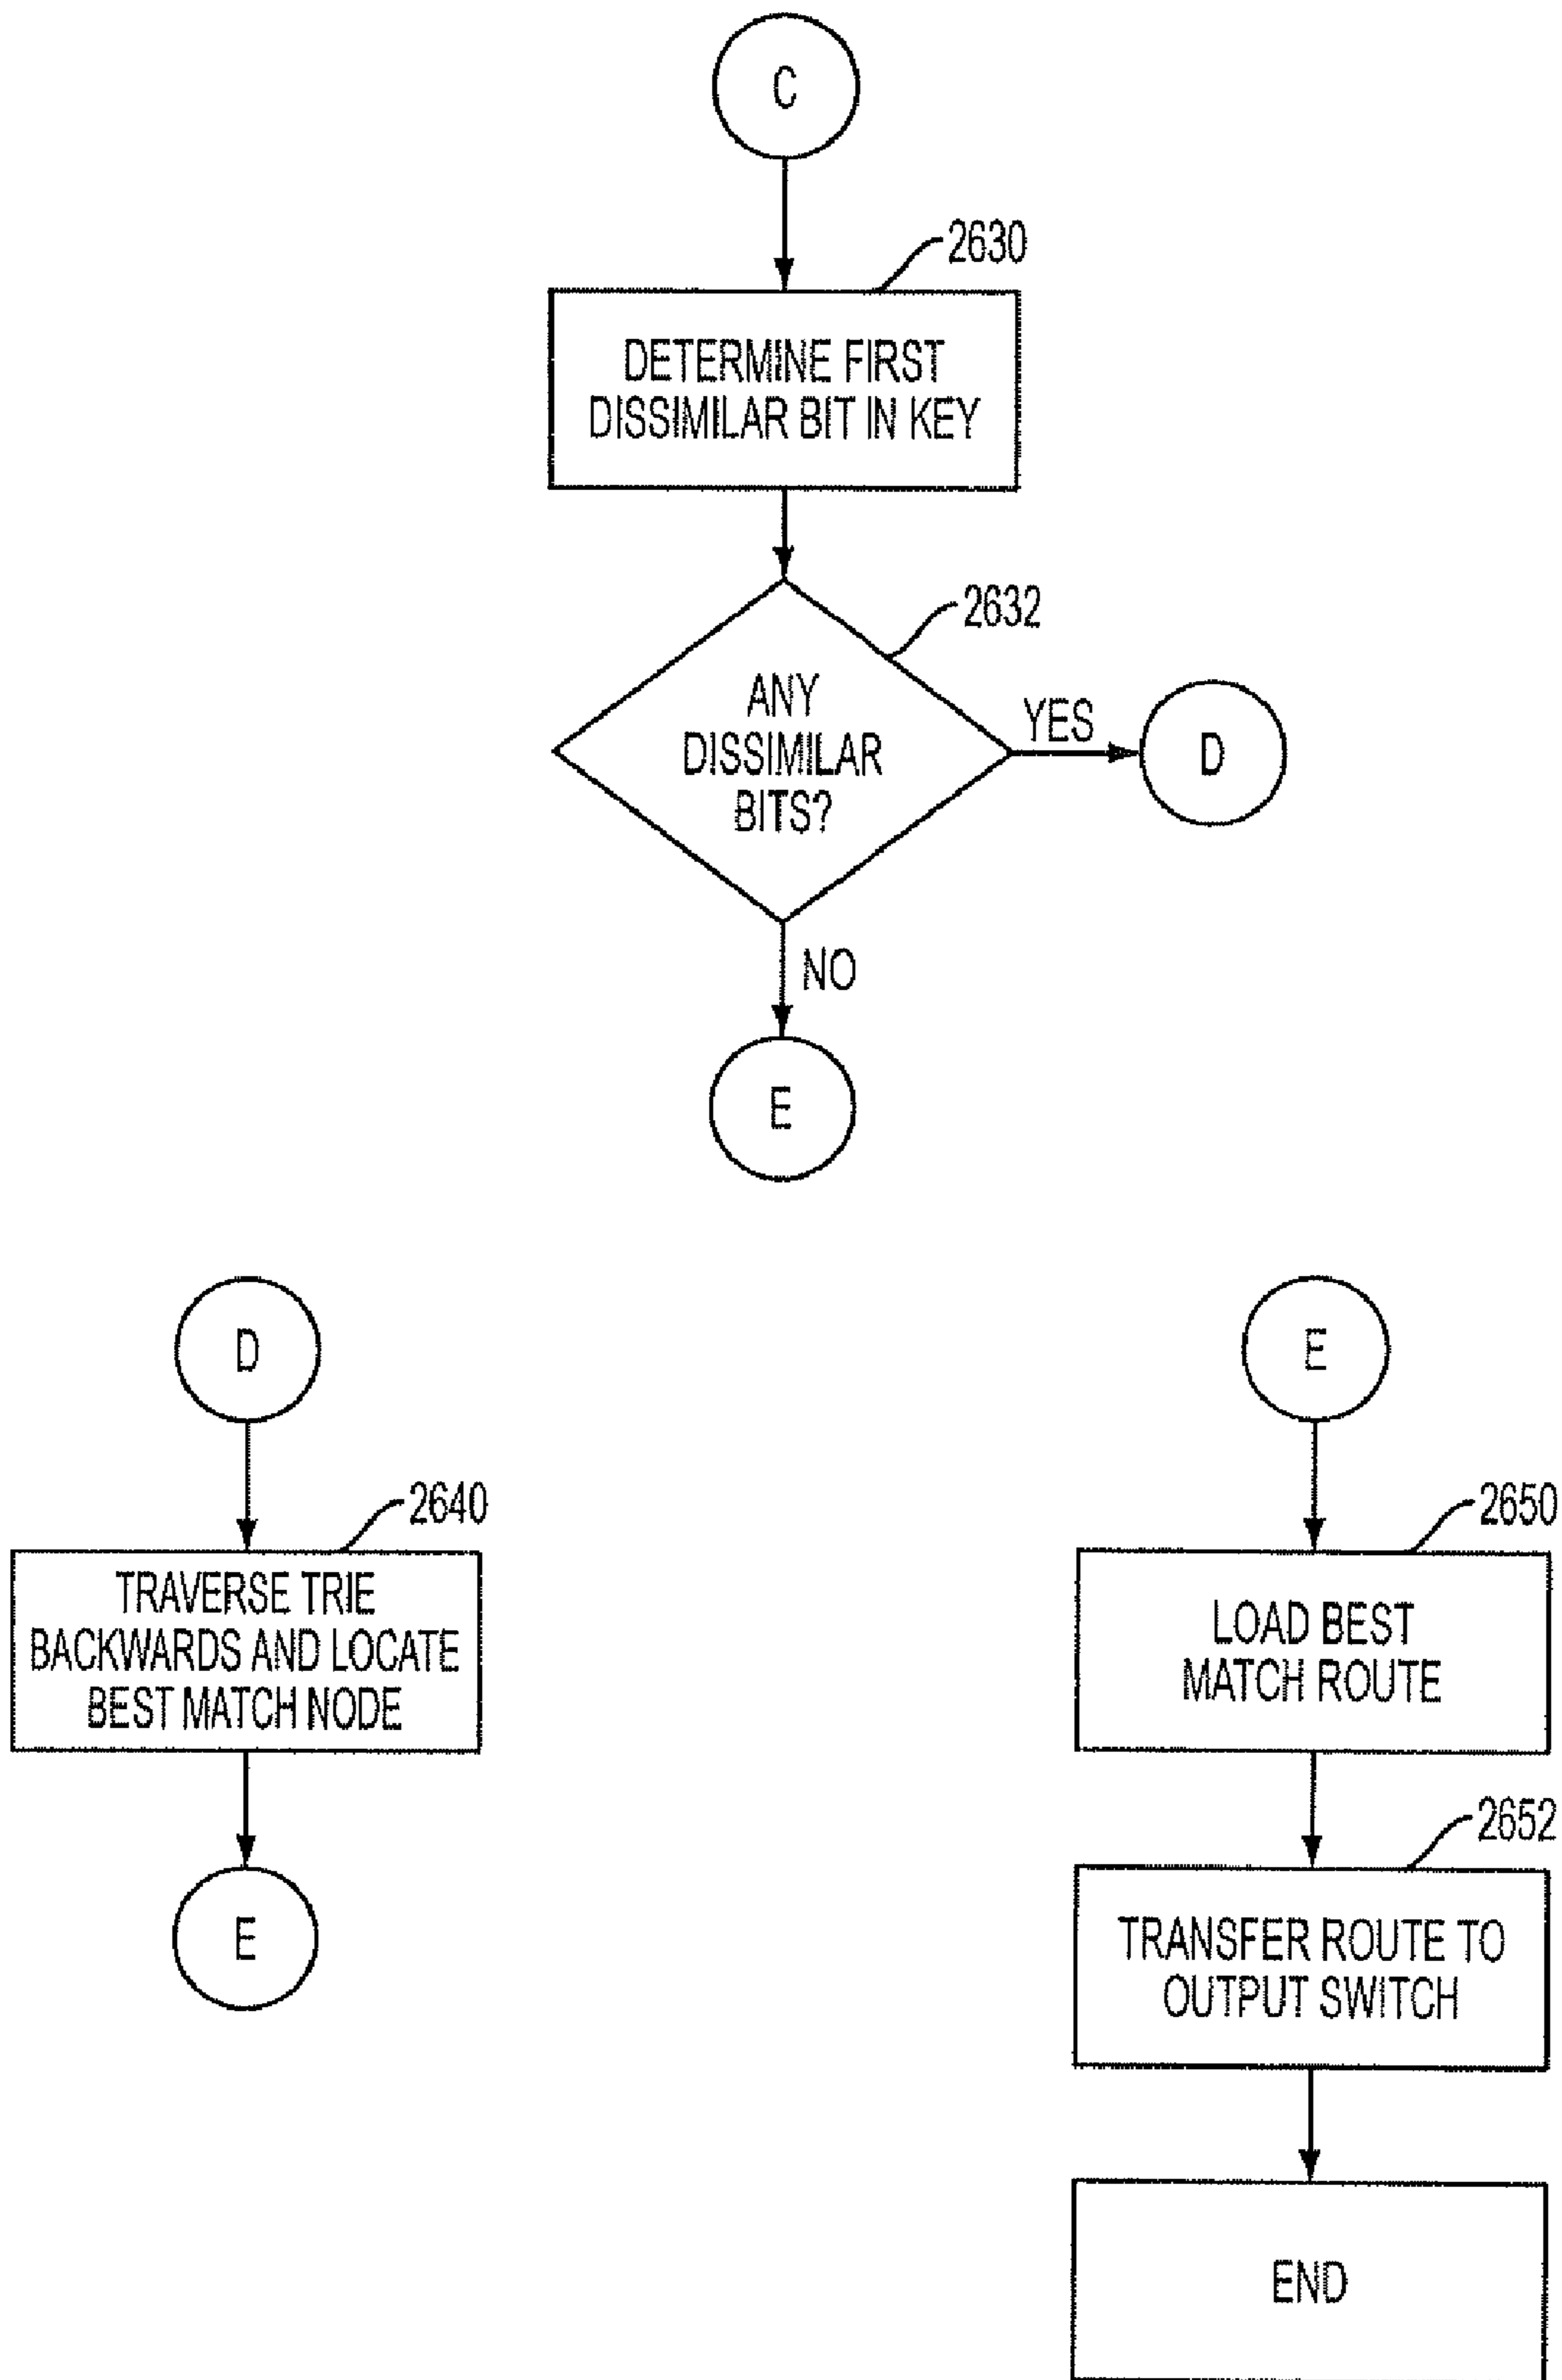 C
2630
DETERMINE FIRST
DISSIMILAR BIT IN KEY
2632
ANY
DISSIMILAR
BITS?
YES
D
NO
E
D
2640
TRAVERSE TRIE
BACKWARDS AND LOCATE
BEST MATCH NODE
E
E
2650
LOAD BEST
MATCH ROUTE
2652
TRANSFER ROUTE TO
OUTPUT SWITCH
END